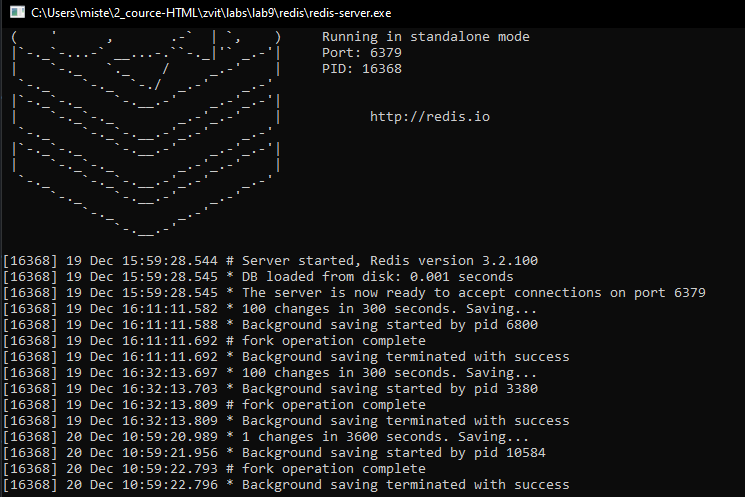 C:\Users\miste\2_cource-HTML\zvit\labs\lab9\redis\redis-server.exe
Running in standalone mode
Port: 6379
PID: 16368
http://redis.io
[16368] 19 Dec 15:59:28.544 # Server started, Redis version 3.2.100
[16368] 19 Dec 15:59:28.545 * DB loaded from disk: 0.001 seconds
[16368] 19 Dec 15:59:28.545 * The server is now ready to accept connections on port 6379
[16368] 19 Dec 16:11:11.582 * 100 changes in 300 seconds. Saving...
[16368] 19 Dec 16:11:11.588 * Background saving started by pid 6800
[16368] 19 Dec 16:11:11.692 # fork operation complete
[16368] 19 Dec 16:11:11.692 * Background saving terminated with success
[16368] 19 Dec 16:32:13.697 * 100 changes in 300 seconds. Saving...
[16368] 19 Dec 16:32:13.703 * Background saving started by pid 3380
[16368] 19 Dec 16:32:13.809 # fork operation complete
[16368] 19 Dec 16:32:13.809 * Background saving terminated with success
[16368] 20 Dec 10:59:20.989 * 1 changes in 3600 seconds. Saving...
[16368] 20 Dec 10:59:21.956 * Background saving started by pid 10584
[16368] 20 Dec 10:59:22.793 # fork operation complete
[16368] 20 Dec 10:59:22.796 * Background saving terminated with success